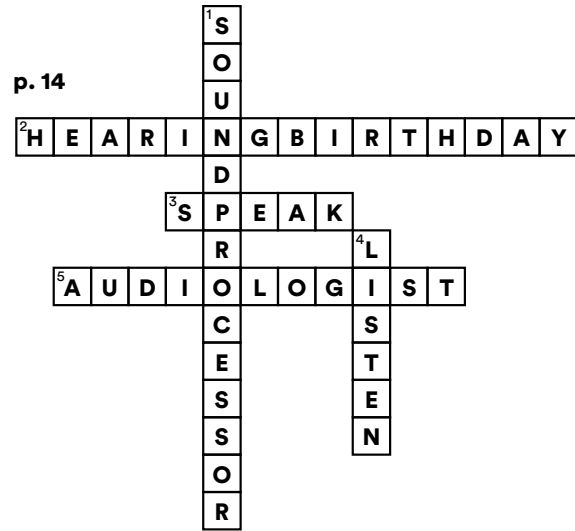 p. 14
1 SOUNDPROCESSOR
2 HEARINGBIRTHDAY
3 SPEAK
4 LISTEN
5 AUDIOLOGIST